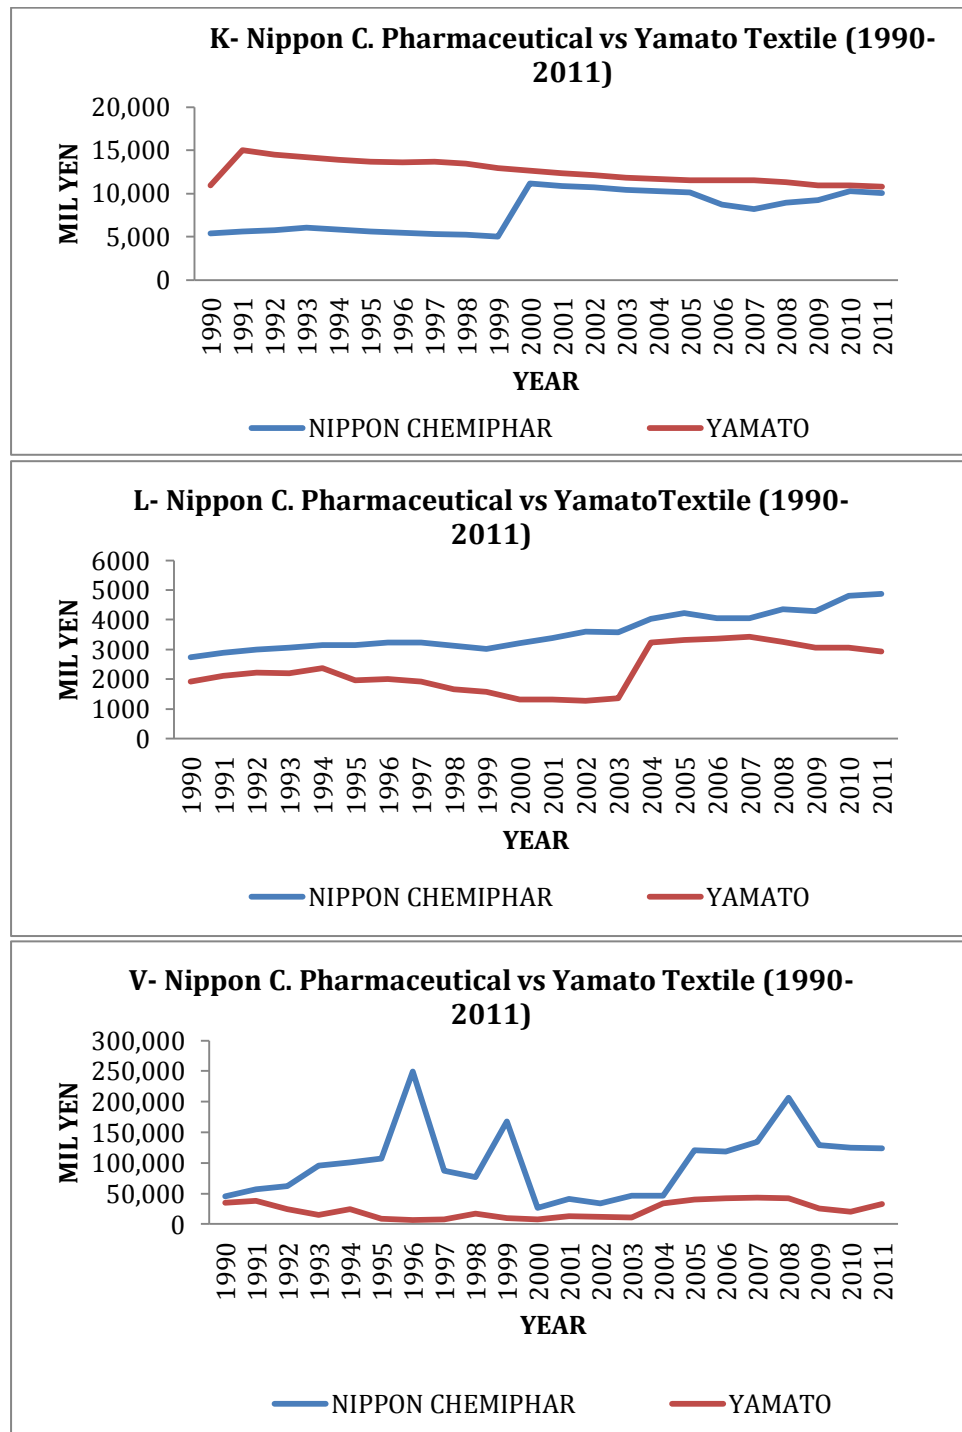 K- Nippon C. Pharmaceutical vs Yamato Textile (1990-
2011)
20,000
15,000
10,000
5,000
0
MIL YEN
1990 1991 1992 1993 1994 1995 1996 1997 1998 1999 2000 2001 2002 2003 2004 2005 2006 2007 2008 2009 2010 2011
YEAR
NIPPON CHEMIPHAR YAMATO
L- Nippon C. Pharmaceutical vs YamatoTextile (1990-
2011)
6000
5000
4000
3000
2000
1000
0
MIL YEN
1990 1991 1992 1993 1994 1995 1996 1997 1998 1999 2000 2001 2002 2003 2004 2005 2006 2007 2008 2009 2010 2011
YEAR
NIPPON CHEMIPHAR YAMATO
V- Nippon C. Pharmaceutical vs Yamato Textile (1990-
2011)
300,000
250,000
200,000
150,000
100,000
50,000
0
MIL YEN
1990 1991 1992 1993 1994 1995 1996 1997 1998 1999 2000 2001 2002 2003 2004 2005 2006 2007 2008 2009 2010 2011
YEAR
NIPPON CHEMIPHAR YAMATO